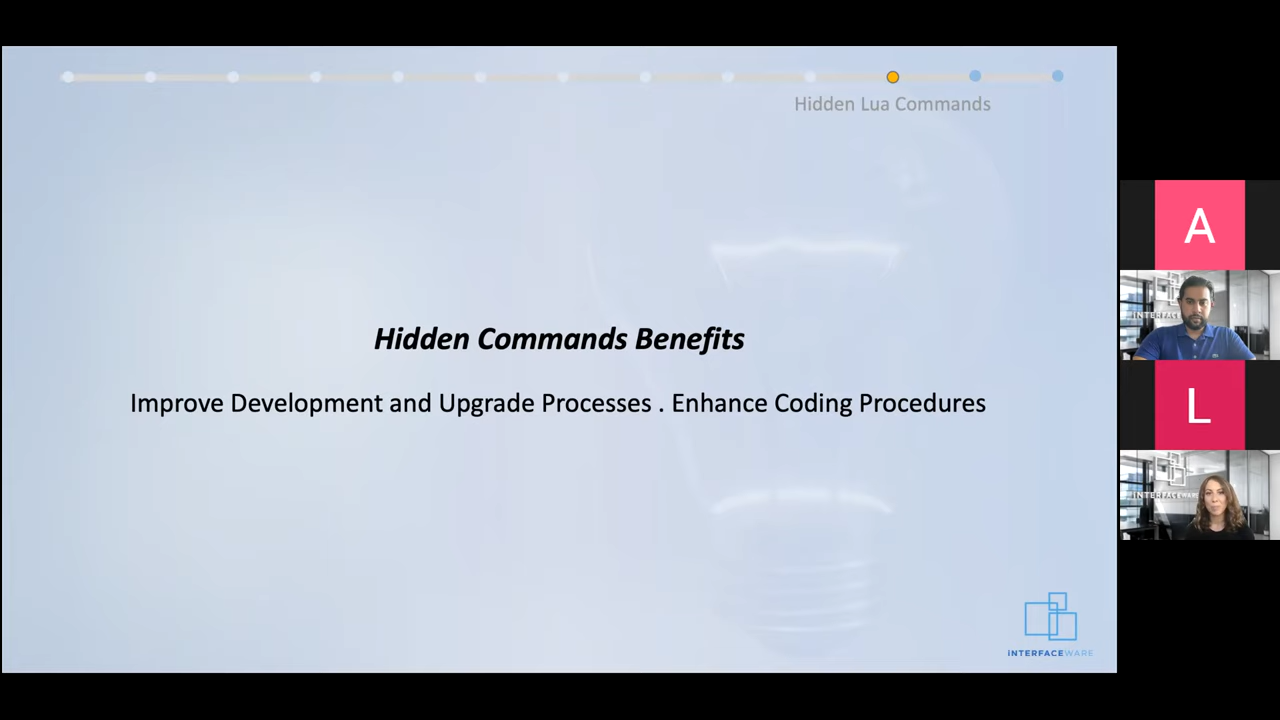 Hidden Lua Commands
Hidden Commands Benefits
Improve Development and Upgrade Processes . Enhance Coding Procedures
INTERFACEWARE
A
L